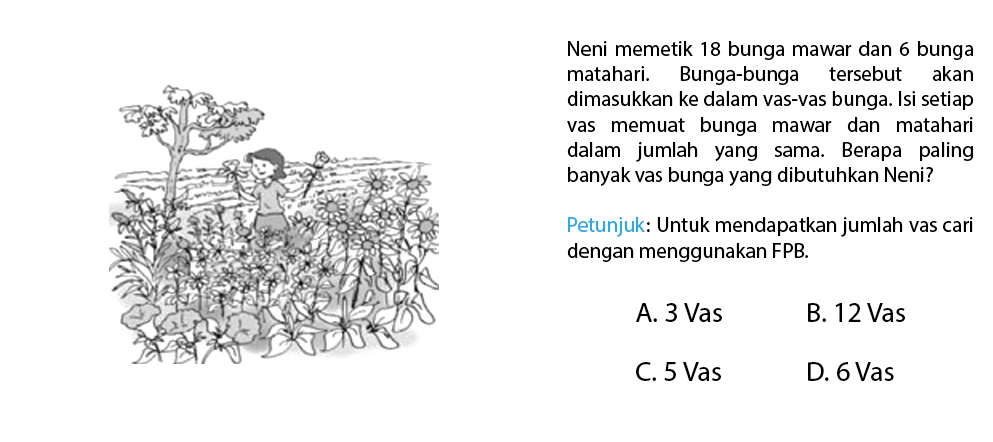 Neni memetik 18 bunga mawar dan 6 bunga
matahari. Bunga-bunga tersebut akan
dimasukkan ke dalam vas-vas bunga. Isi setiap
vas memuat bunga mawar dan matahari
dalam jumlah yang sama. Berapa paling
banyak vas bunga yang dibutuhkan Neni?
Petunjuk: Untuk mendapatkan jumlah vas cari
dengan menggunakan FPB.
A. 3 Vas B. 12 Vas
C. 5 Vas D. 6 Vas